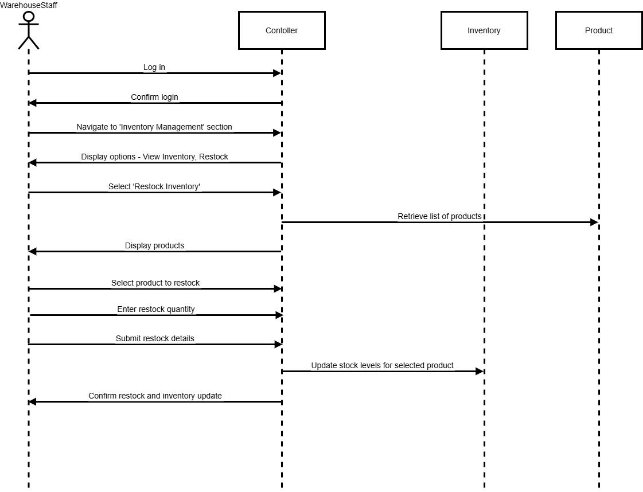 WarehouseStaff
Contoller
Inventory
Product
Log in
Confirm login
Navigate to 'Inventory Management' section
Display options - View Inventory, Restock
Select 'Restock Inventory'
Retrieve list of products
Display products
Select product to restock
Enter restock quantity
Submit restock details
Update stock levels for selected product
Confirm restock and inventory update